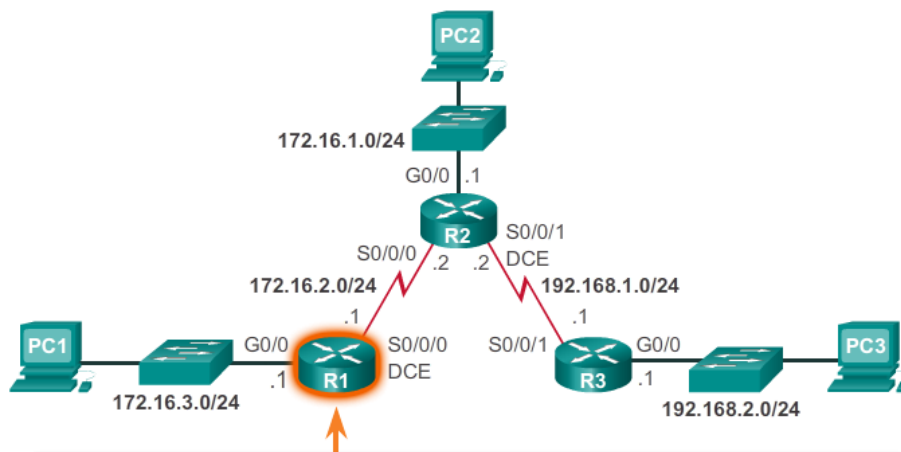 PC2
172.16.1.0/24
G0/0 .1
R2
S0/0/1
DCE
S0/0/0
.2 .2
172.16.2.0/24
192.168.1.0/24
.1
.1
PC1
G0/0
.1
R1
S0/0/0
DCE
172.16.3.0/24
S0/0/1
R3
G0/0
.1
PC3
192.168.2.0/24